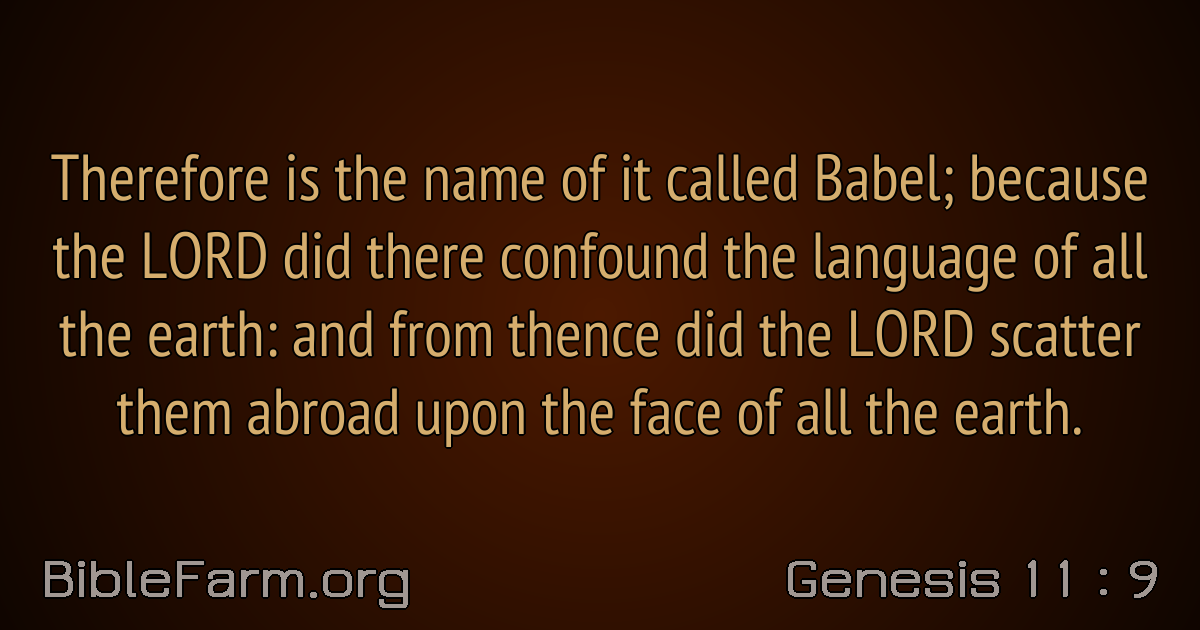 Therefore is the name of it called Babel; because
the LORD did there confound the language of all
the earth: and from thence did the LORD scatter
them abroad upon the face of all the earth.
BibleFarm.org
Genesis 11 : 9